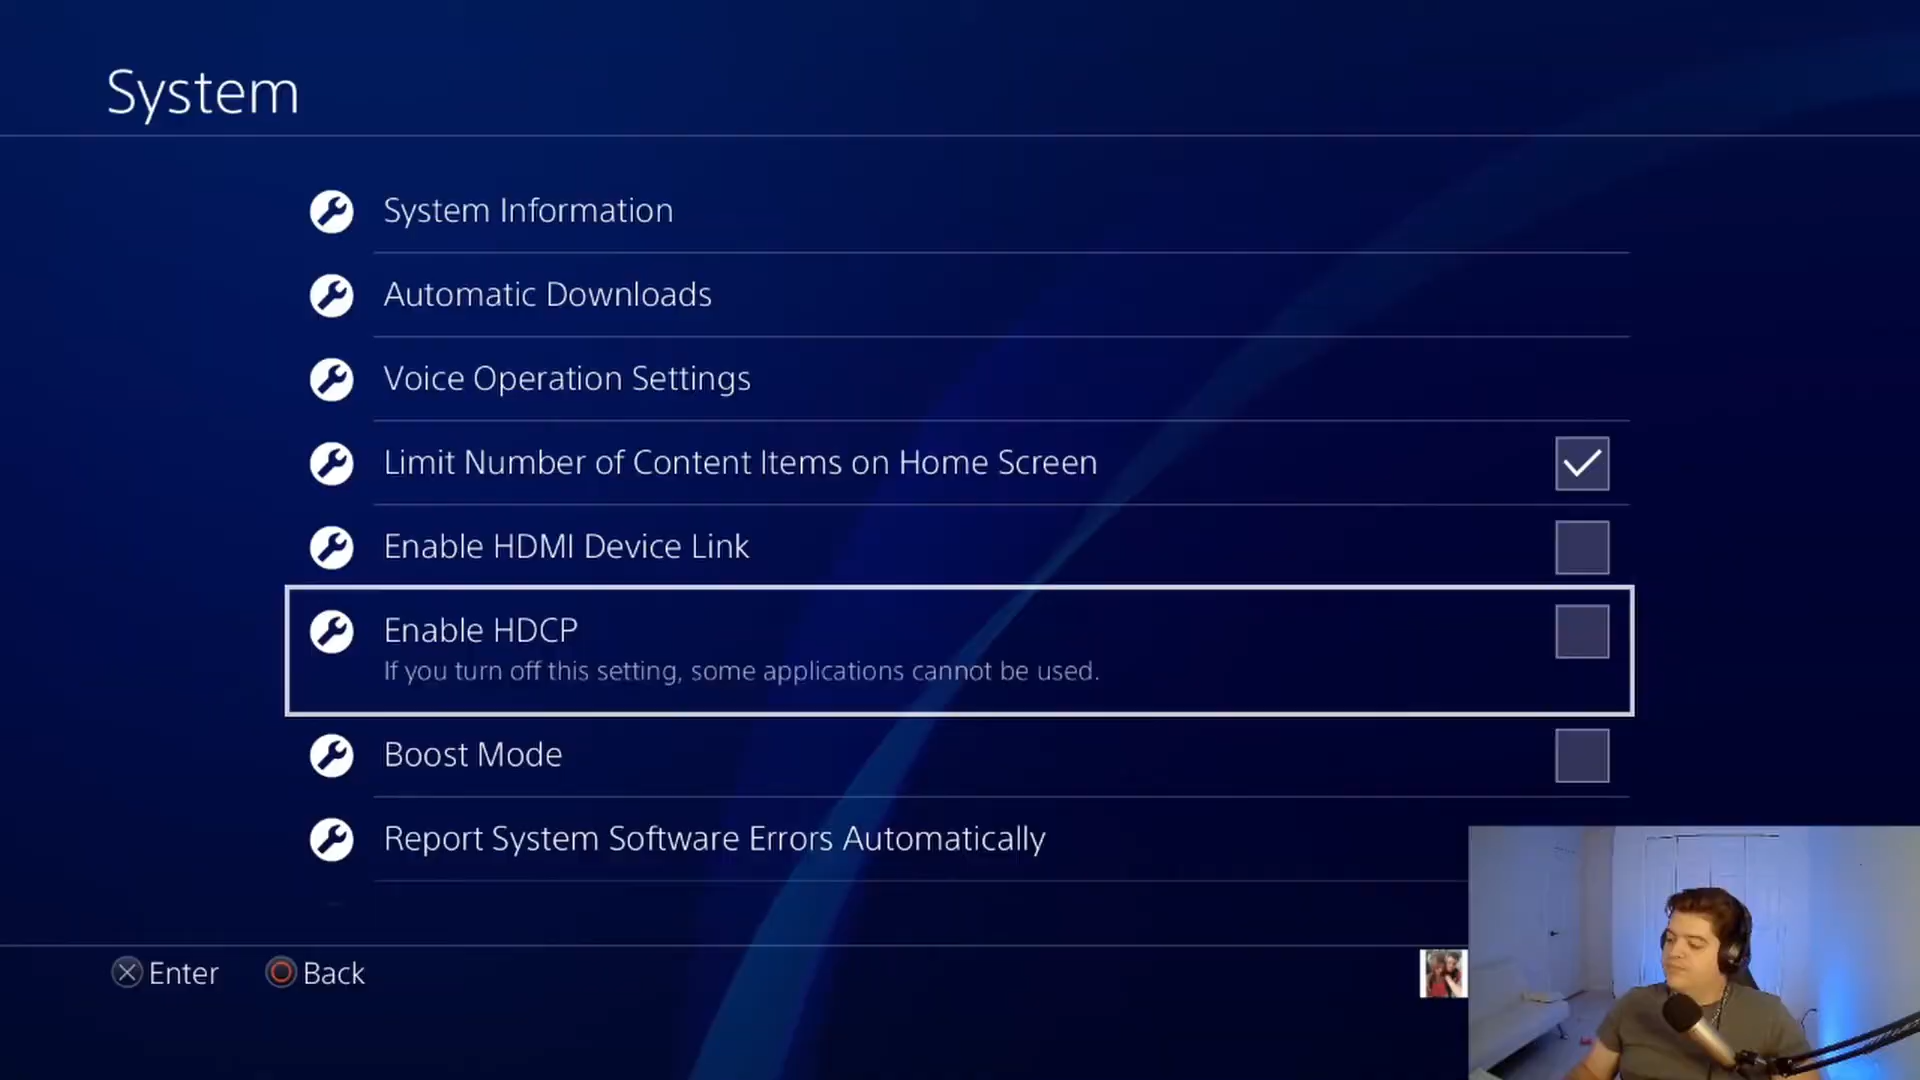 System
System Information
Automatic Downloads
Voice Operation Settings
Limit Number of Content Items on Home Screen
Enable HDMI Device Link
Enable HDCP
If you turn off this setting, some applications cannot be used.
Boost Mode
Report System Software Errors Automatically
Enter
Back